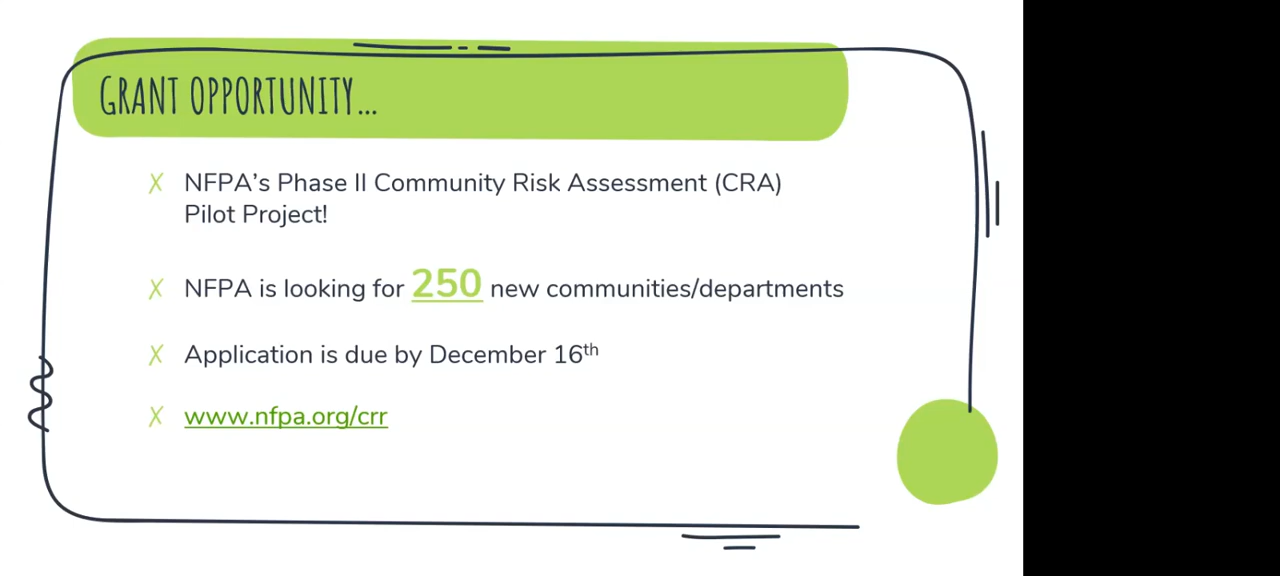 GRANT OPPORTUNITY...
NFPA’s Phase II Community Risk Assessment (CRA)
Pilot Project!
NFPA is looking for 250 new communities/departments
Application is due by December 16th
www.nfpa.org/crr